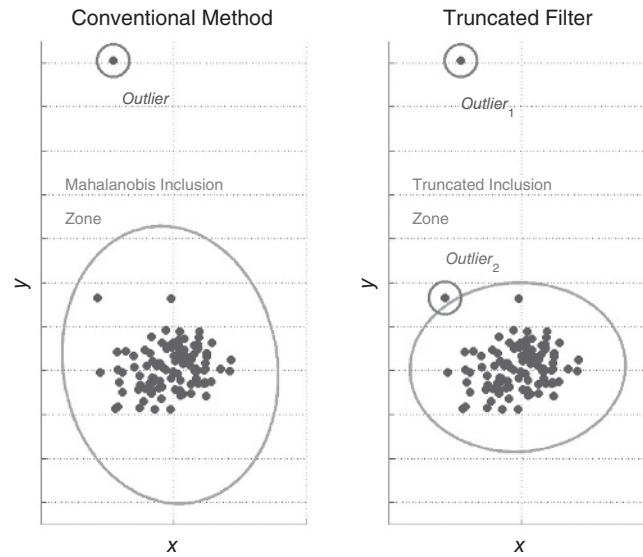 Conventional Method
Outlier
Mahalanobis Inclusion
Zone
y
x
Truncated Filter
Outlier1
Truncated Inclusion
Zone
Outlier2
y
x